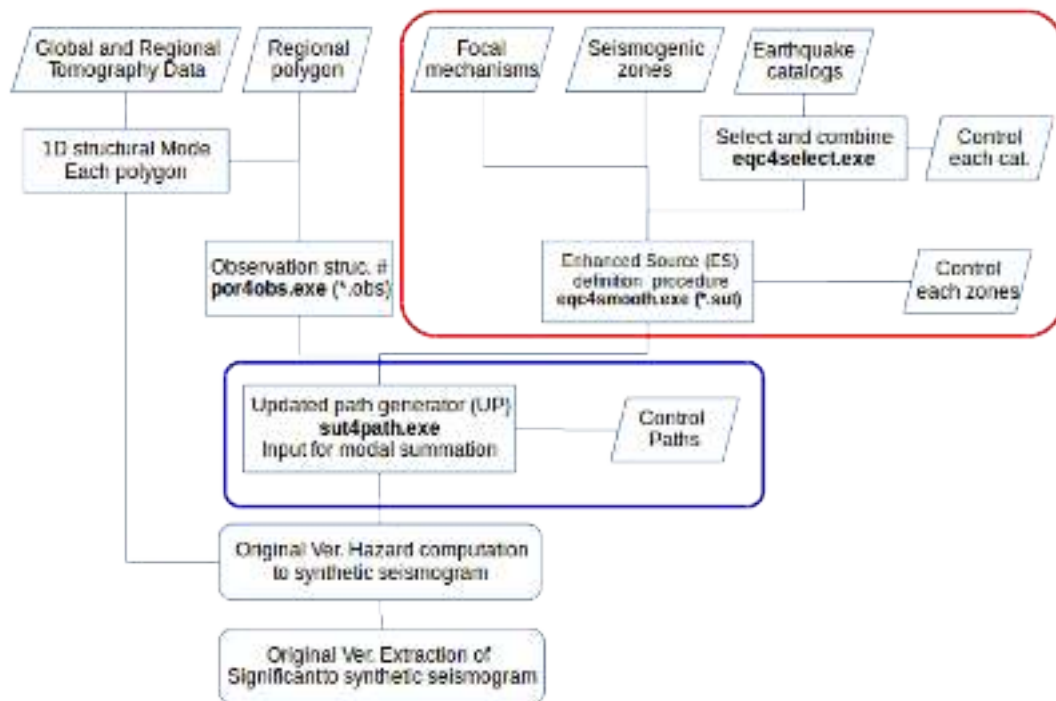 Global and Regional
Tomography Data
Regional
polygon
Focal
mechanisms
Seismogenic
zones
Earthquake
catalogs
1D structural Mode
Each polygon
Select and combine
eqc4select.exe
Control
each cat.
Observation struc. #
por4obs.exe (*.obs)
Enhanced Source (ES)
definition procedure
eqc4smooth.exe (*.sut)
Control
each zones
Updated path generator (UP)
sut4path.exe
Input for modal summation
Control
Paths
Original Ver. Hazard computation
to synthetic seismogram
Original Ver. Extraction of
Significant to synthetic seismogram